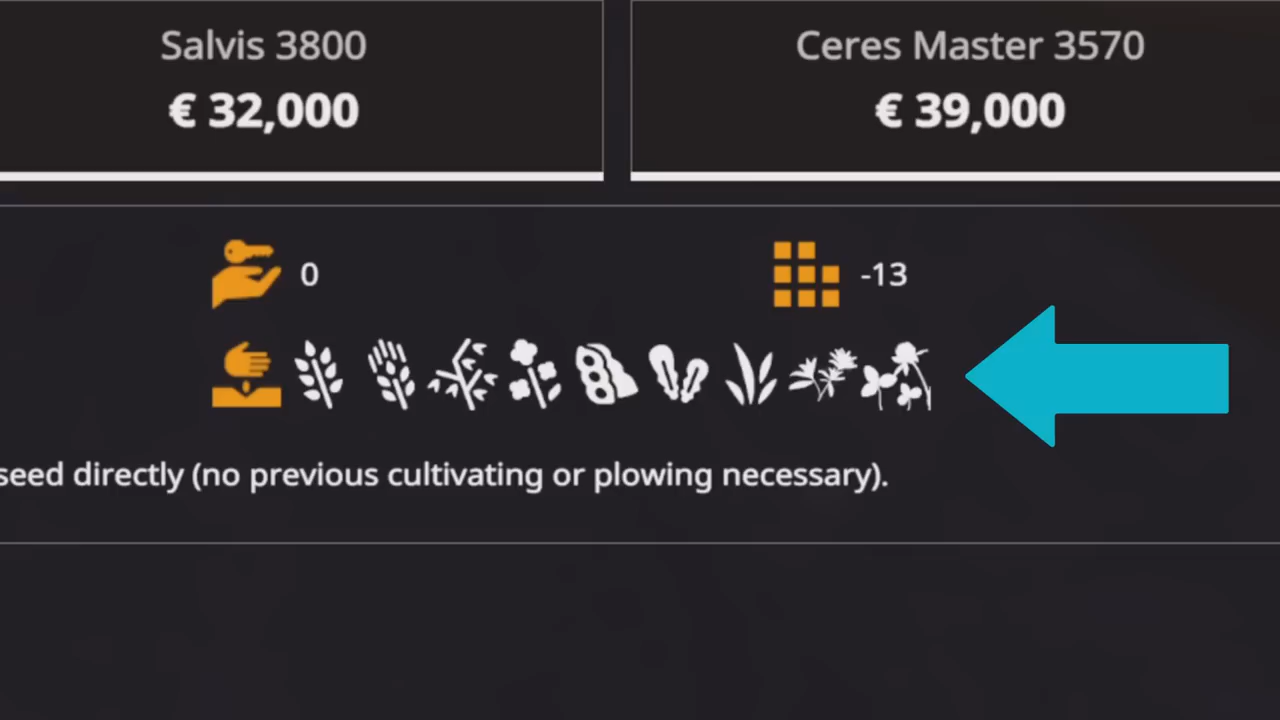 Salvis 3800
Ceres Master 3570
€ 32,000
€ 39,000
0
-13
seed directly (no previous cultivating or plowing necessary).